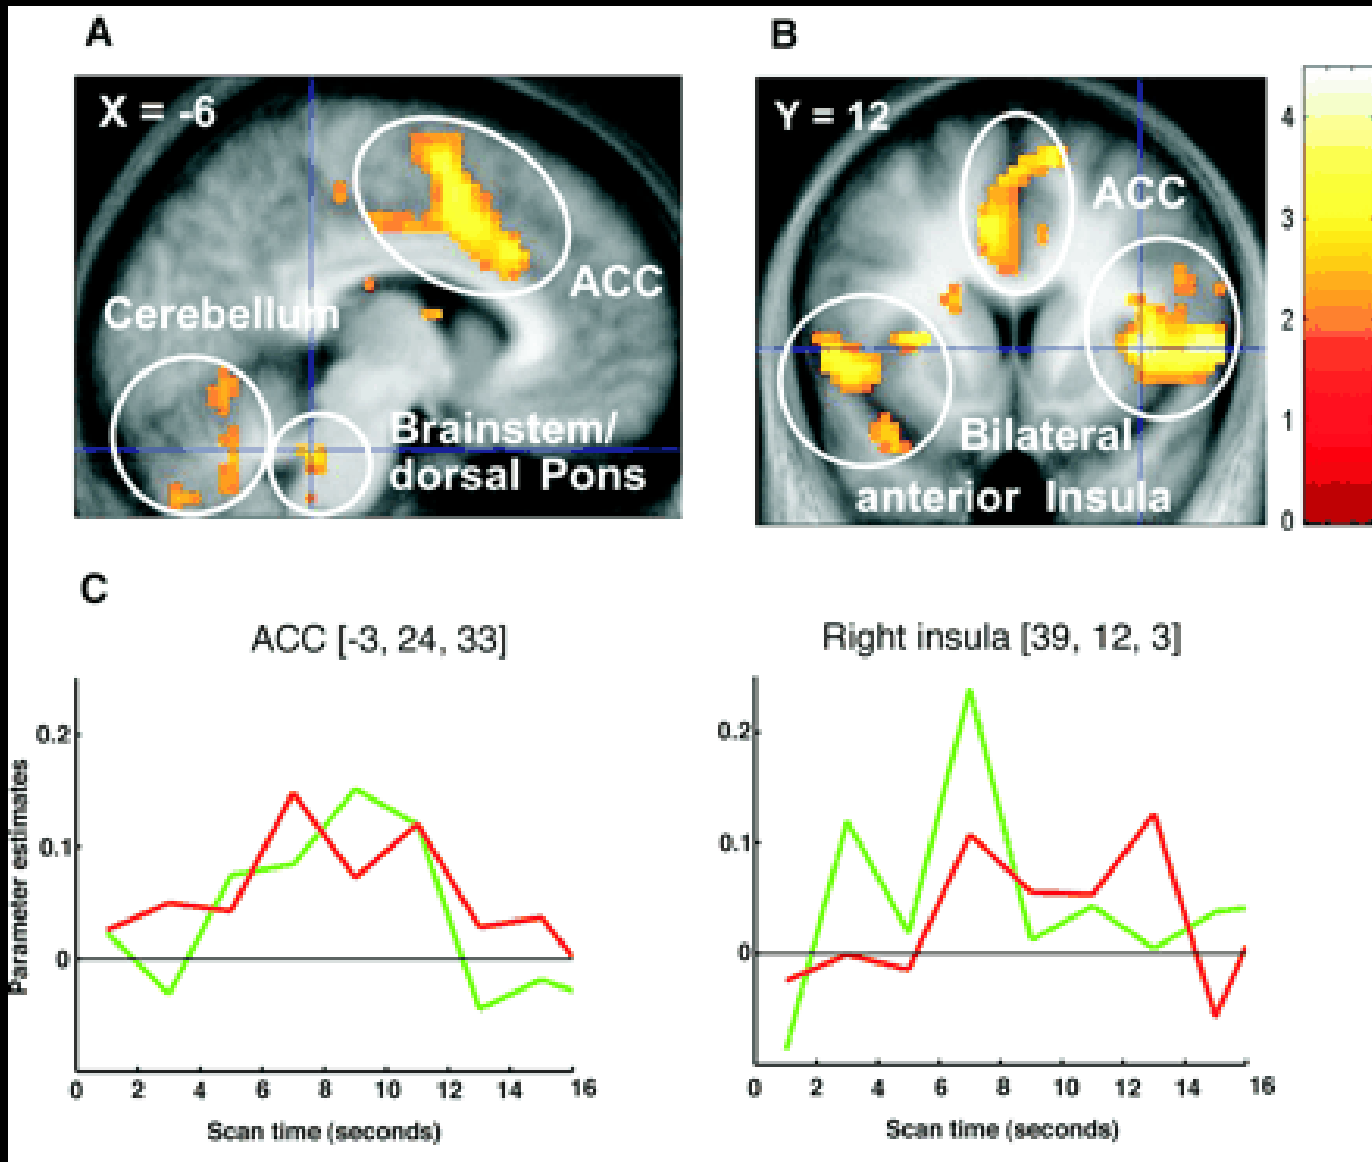 A
B
X = -6
Y = 12
ACC
ACC
Cerebellum
Brainstem/
dorsal Pons
Bilateral
anterior Insula
4
3
2
1
0
C
ACC [-3, 24, 33]
Right insula [39, 12, 3]
Parameter estimates
0.2
0.1
0
0 2 4 6 8 10 12 14 16
Scan time (seconds)
0.2
0.1
0
0 2 4 6 8 10 12 14 16
Scan time (seconds)